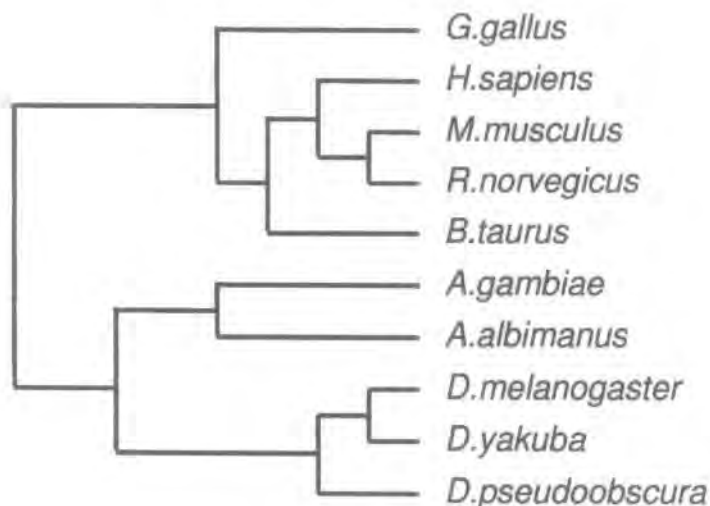 G.gallus
H.sapiens
M.musculus
R.norvegicus
B.taurus
A.gambiae
A.albimanus
D.melanogaster
D.yakuba
D.pseudoobscura